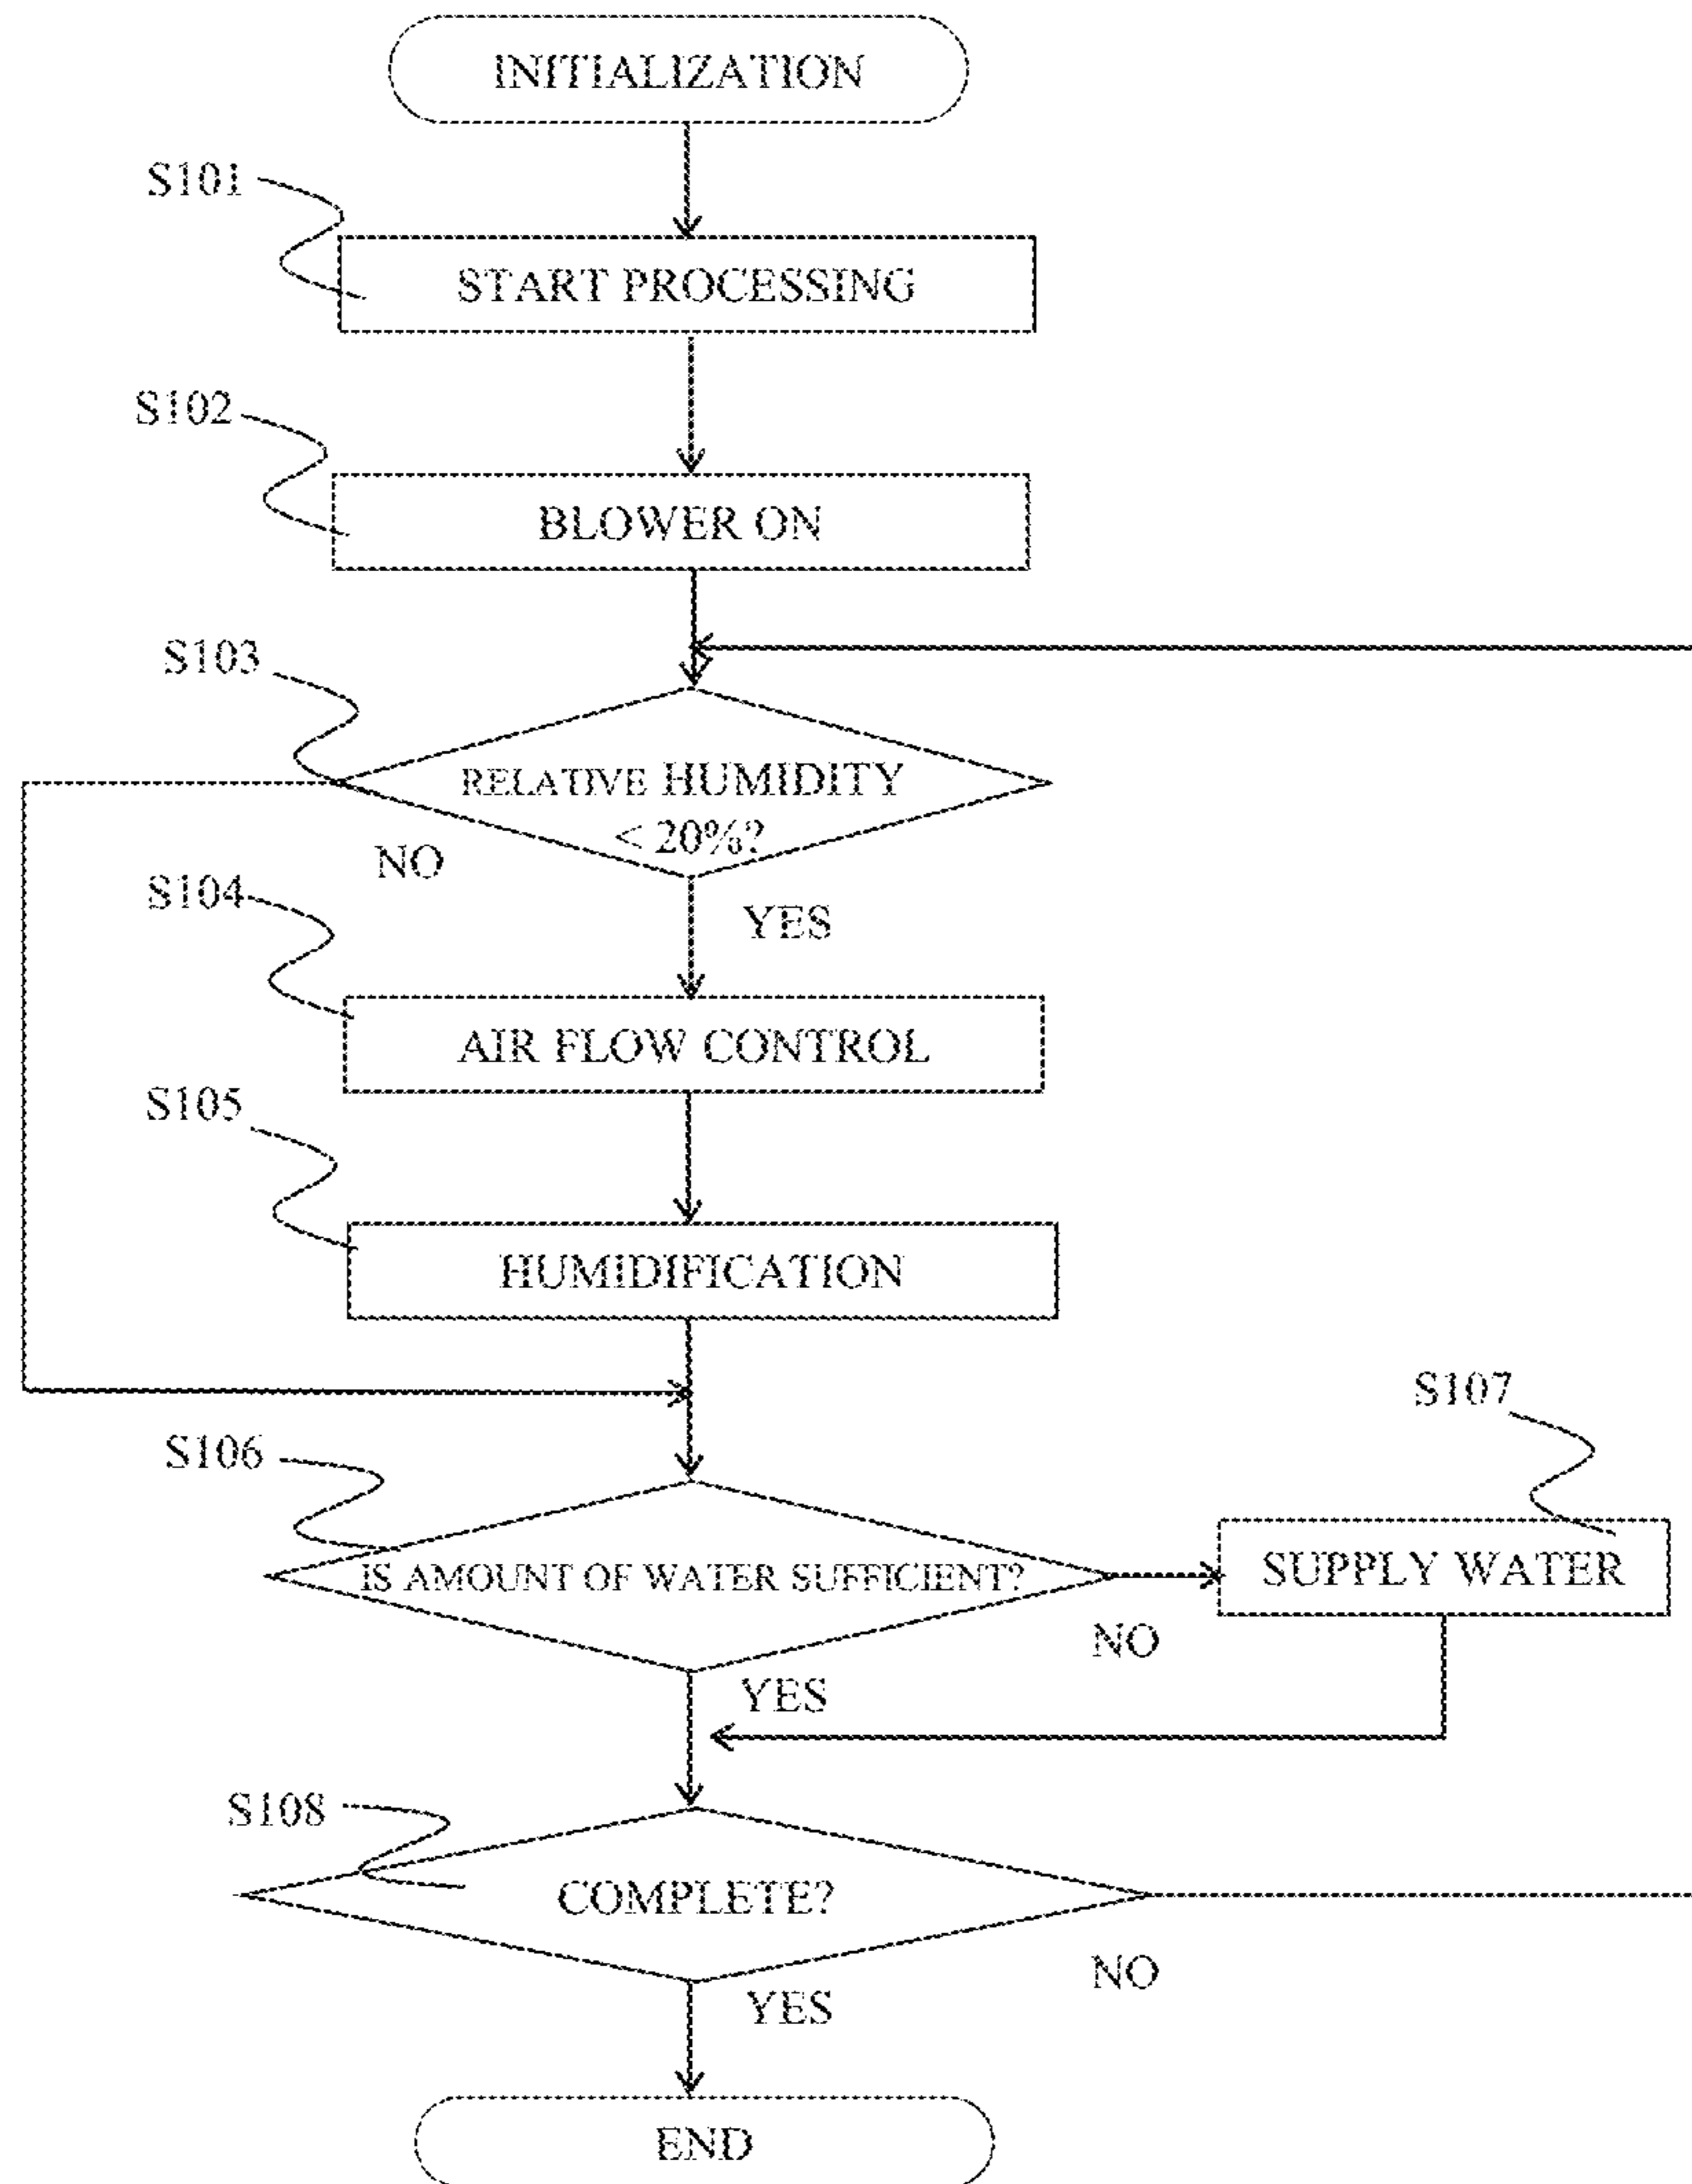 INITIALIZATION
S101
START PROCESSING
S102
BLOWER ON
S103
RELATIVE HUMIDITY
< 20%?
NO
S104
YES
AIR FLOW CONTROL
S105
HUMIDIFICATION
S107
S106
IS AMOUNT OF WATER SUFFICIENT?
SUPPLY WATER
NO
YES
S108
COMPLETE?
NO
YES
END